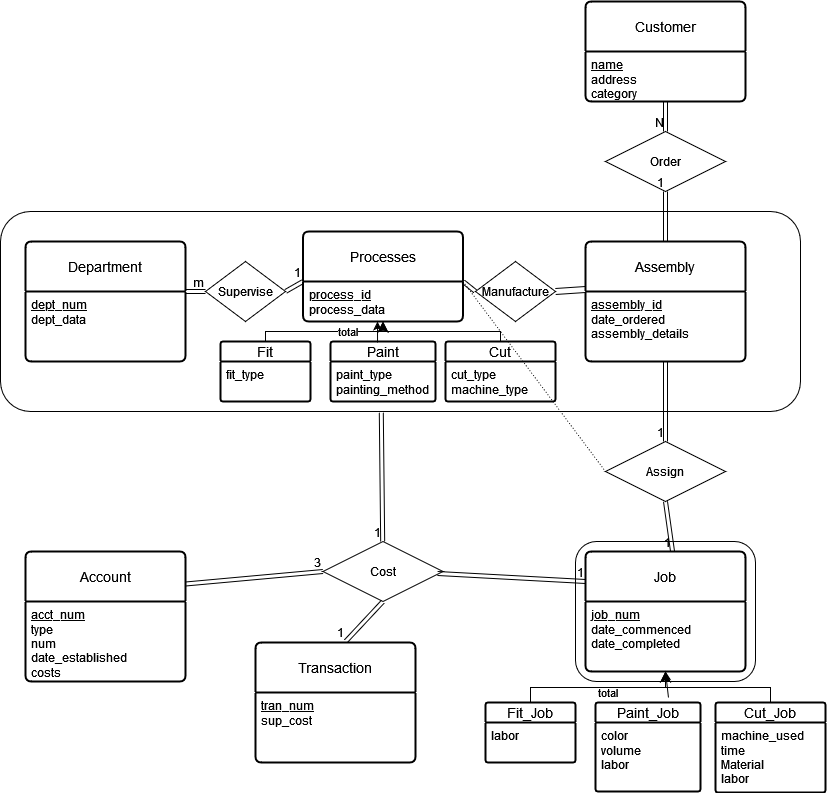 Customer
name
address
category
N
Order
1
Department
dept_num
dept_data
m
Supervise
1
Processes
process_id
process_data
Manufacture
Assembly
assembly_id
date_ordered
assembly_details
total
Fit
fit_type
Paint
paint_type
painting_method
Cut
cut_type
machine_type
1
Assign
1
1
3
Cost
1
1
Account
acct_num
type
num
date_established
costs
Transaction
tran_num
sup_cost
Job
job_num
date_commenced
date_completed
total
Fit_Job
labor
Paint_Job
color
volume
labor
Cut_Job
machine_used
time
Material
labor